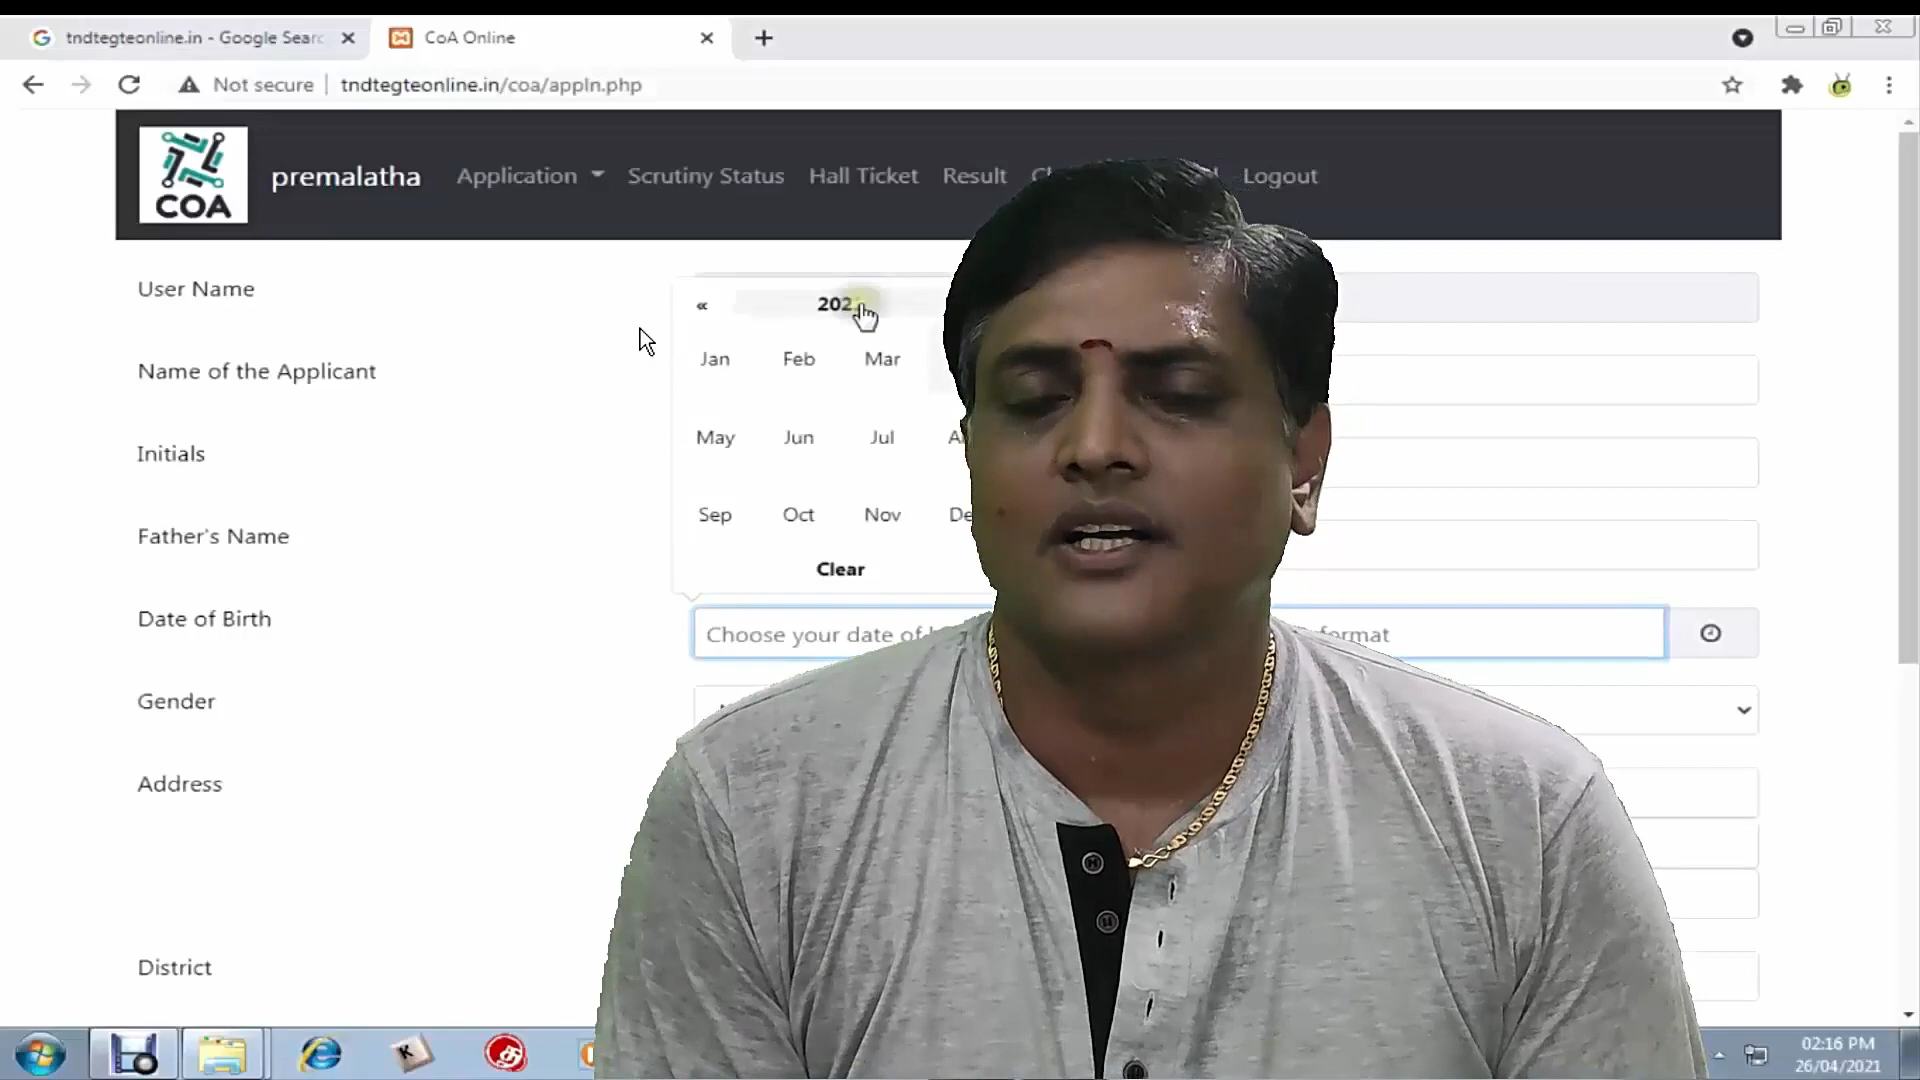 tndtegteonline.in - Google Searc
CoA Online
Not secure
tndtegteonline.in/coa/appln.php
COA
premalatha
Application
Scrutiny Status
Hall Ticket
Result
Logout
User Name
«
Jan
Feb
Mar
Name of the Applicant
May
Jun
Jul
Initials
Sep
Oct
Nov
Father's Name
Clear
Date of Birth
Choose your date of
format
Gender
Address
District
02:16 PM
26/04/2021